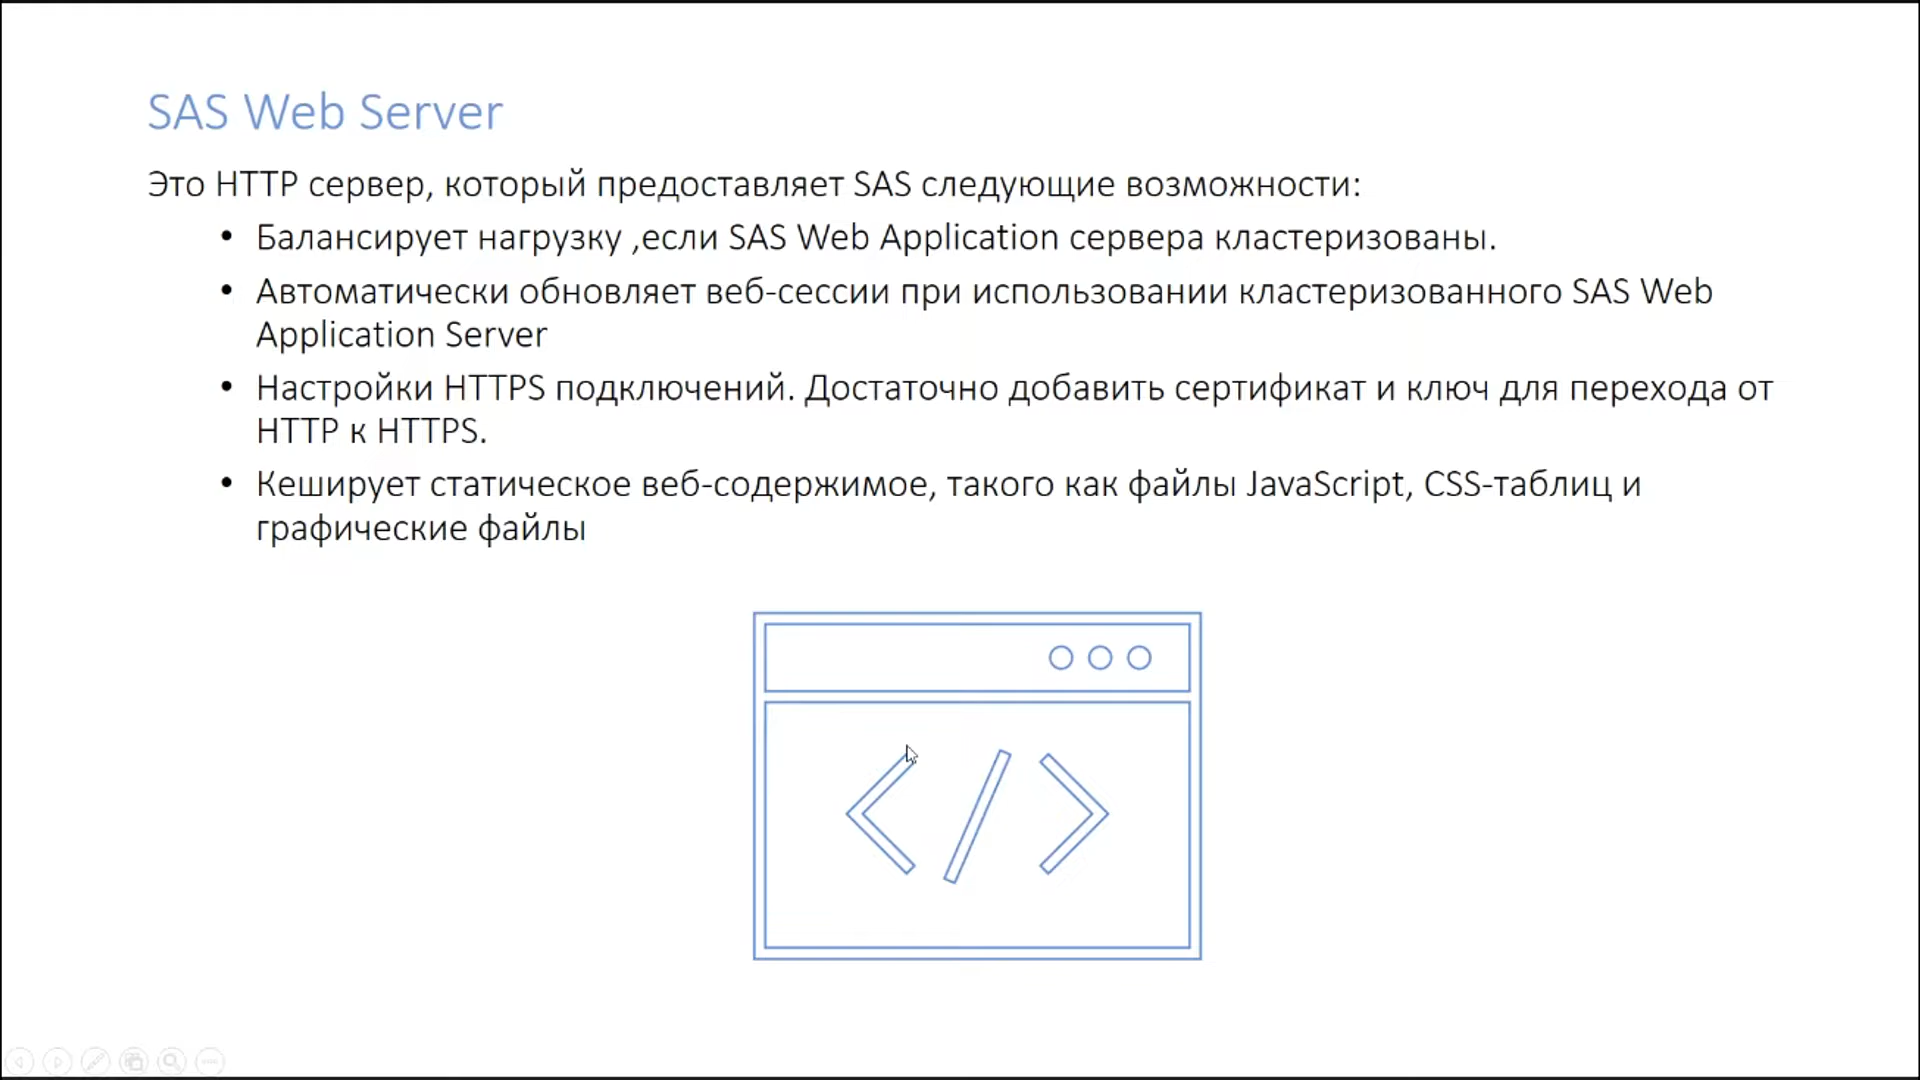 SAS Web Server
Это HTTP сервер, который предоставляет SAS следующие возможности:
• Балансирует нагрузку ,если SAS Web Application сервера кластеризованы.
• Автоматически обновляет веб-сессии при использовании кластеризованного SAS Web
Application Server
• Настройки HTTPS подключений. Достаточно добавить сертификат и ключ для перехода от
HTTP к HTTPS.
• Кеширует статическое веб-содержимое, такого как файлы JavaScript, CSS-таблиц и
графические файлы